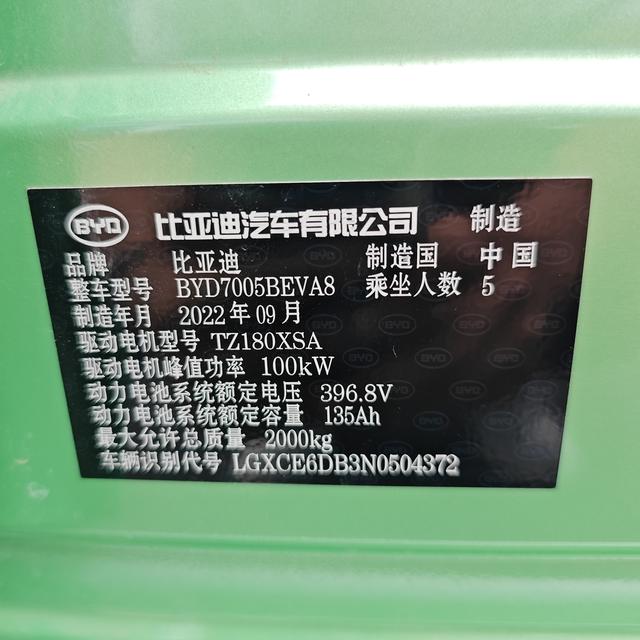 BYD 比亚迪汽车有限公司 制造
品牌 比亚迪 制造国 中国
整车型号 BYD7005BEVA8 乘坐人数 5
制造年月 2022年09月
驱动电机型号 TZ180XSA
驱动电机峰值功率 100kW
动力电池系统额定电压 396.8V
动力电池系统额定容量 135Ah
最大允许总质量 2000kg
车辆识别代号 LGXCE6DB3N0504372